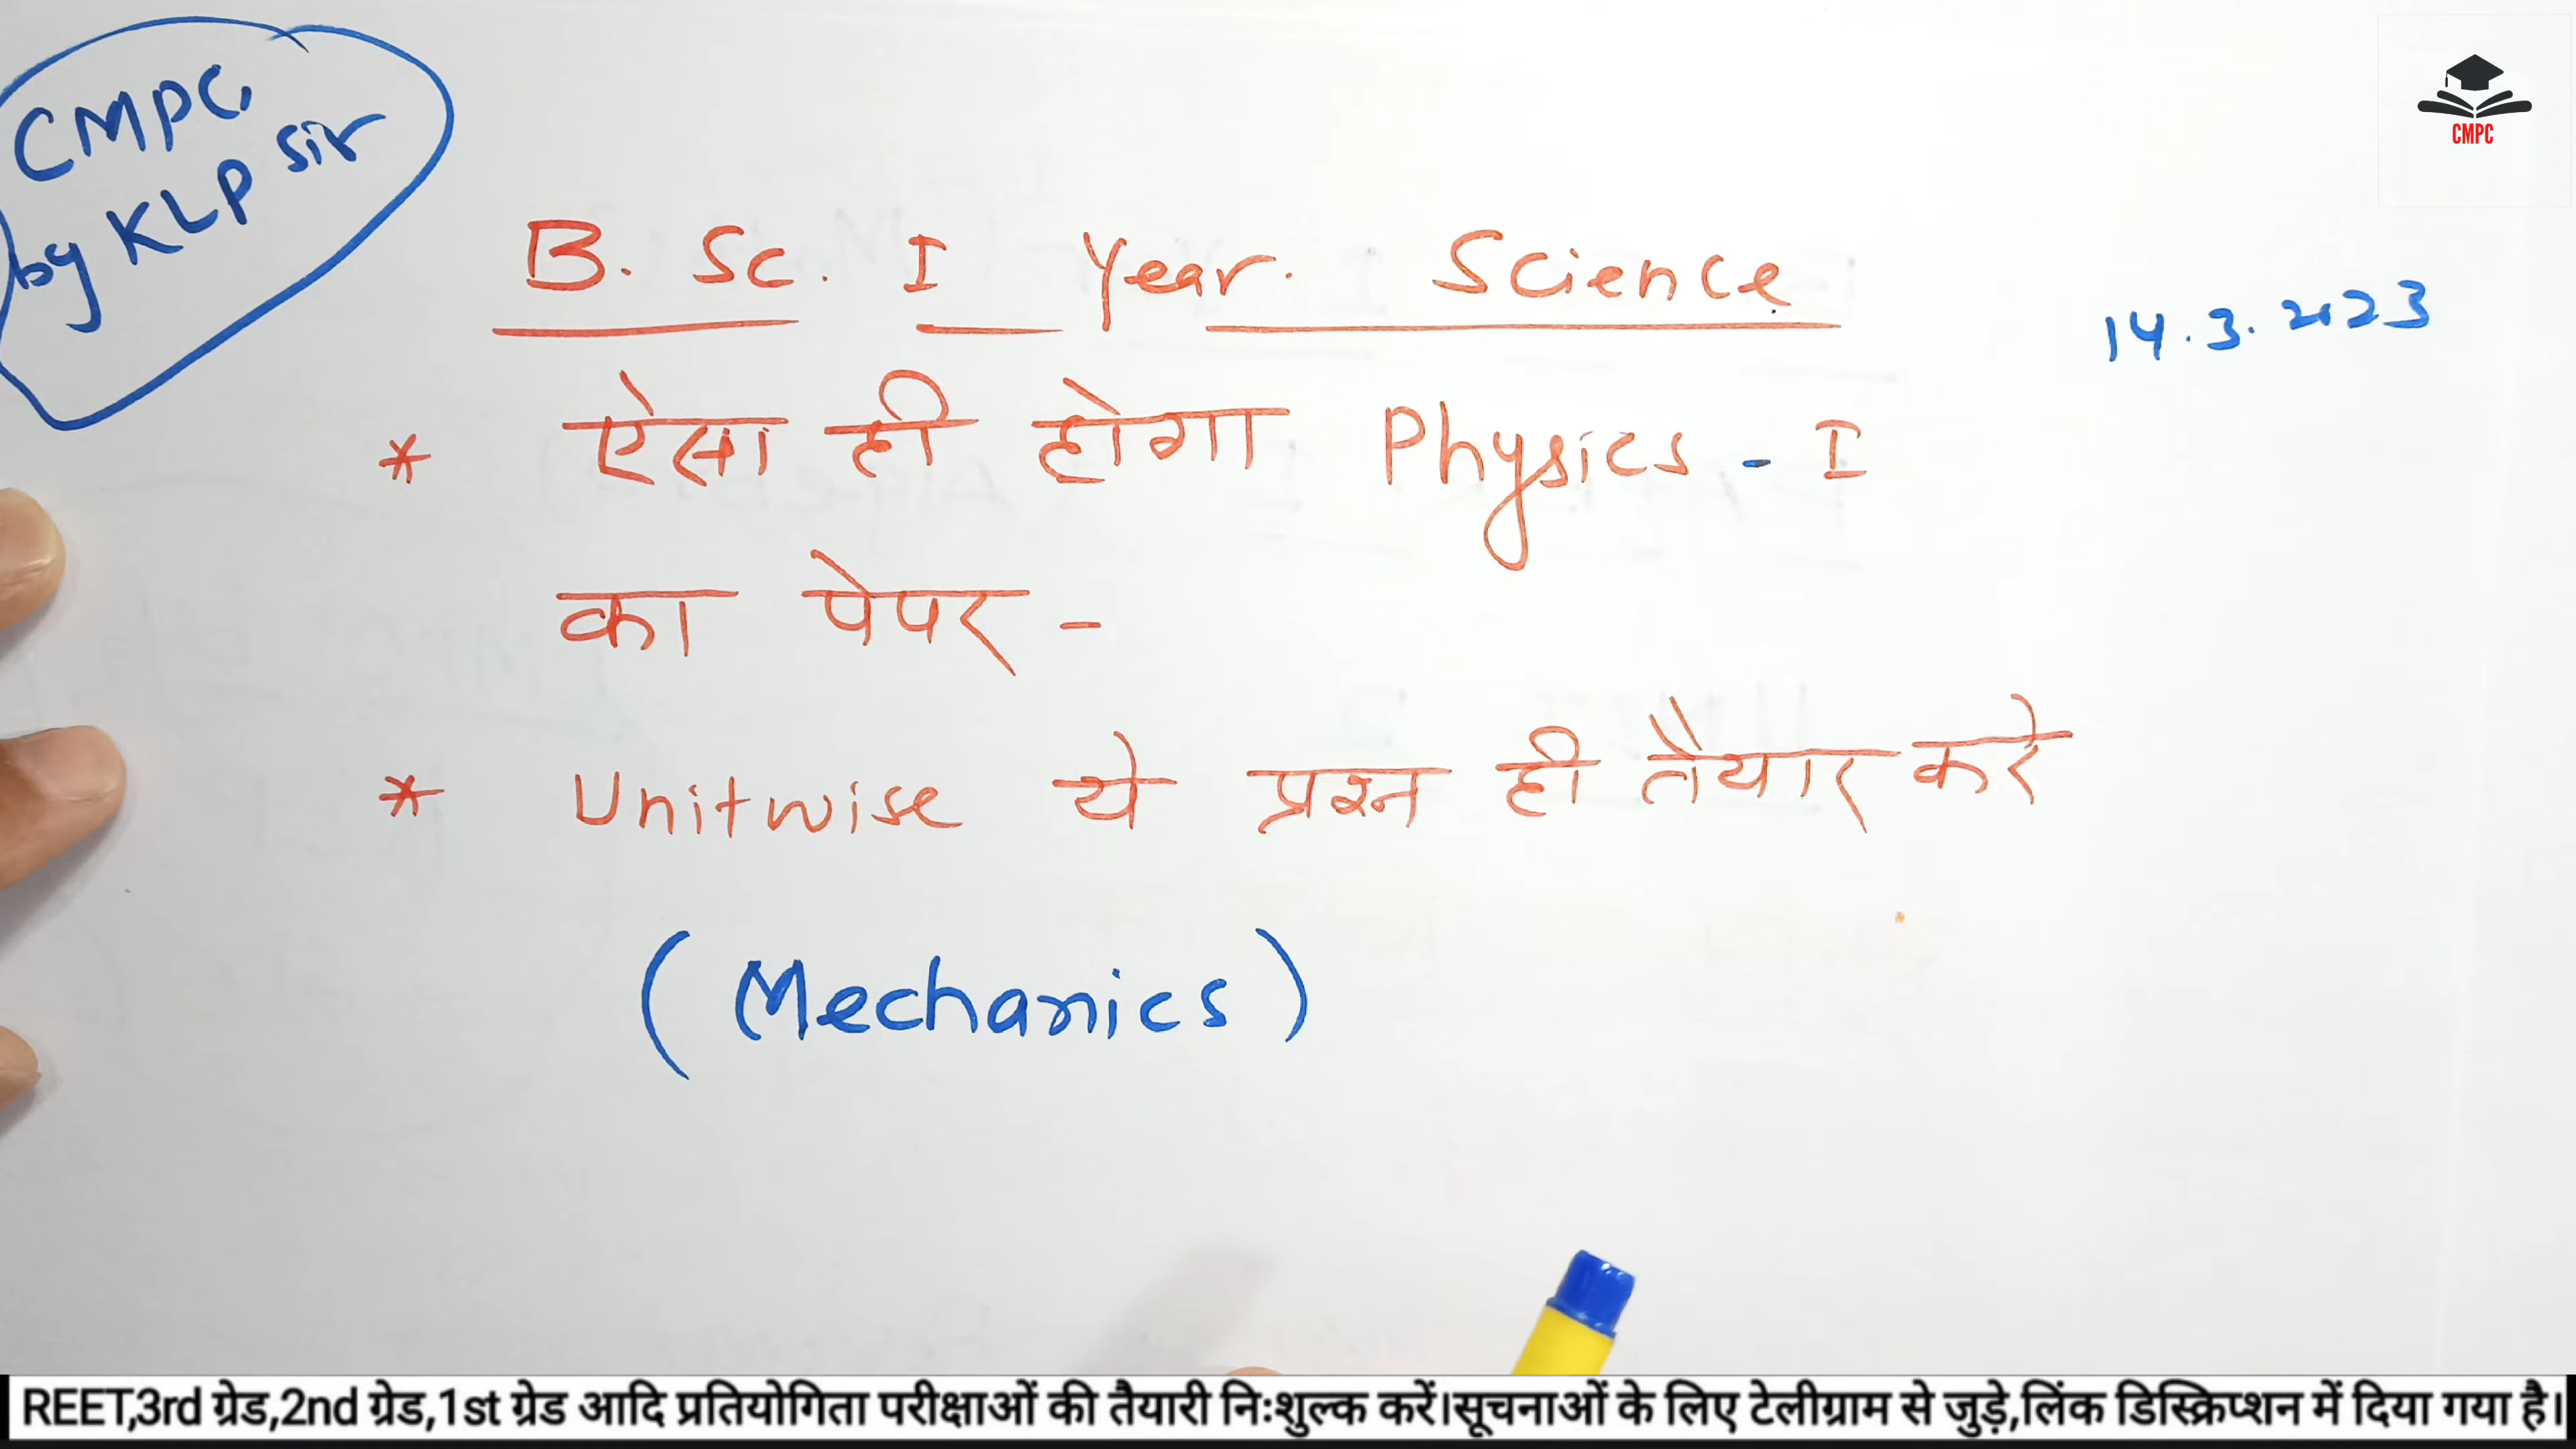 CMPC
by KLP sir
CMPC
B. Sc. I Year. Science
14.3.2023
* ऐसा ही होगा Physics - I
का पेपर -
* Unitwise ये प्रश्न ही तैयार करे
(Mechanics)
REET,3rd ग्रेड,2nd ग्रेड,1st ग्रेड आदि प्रतियोगिता परीक्षाओं की तैयारी निःशुल्क करें।सूचनाओं के लिए टेलीग्राम से जुड़े,लिंक डिस्क्रिप्शन में दिया गया है।